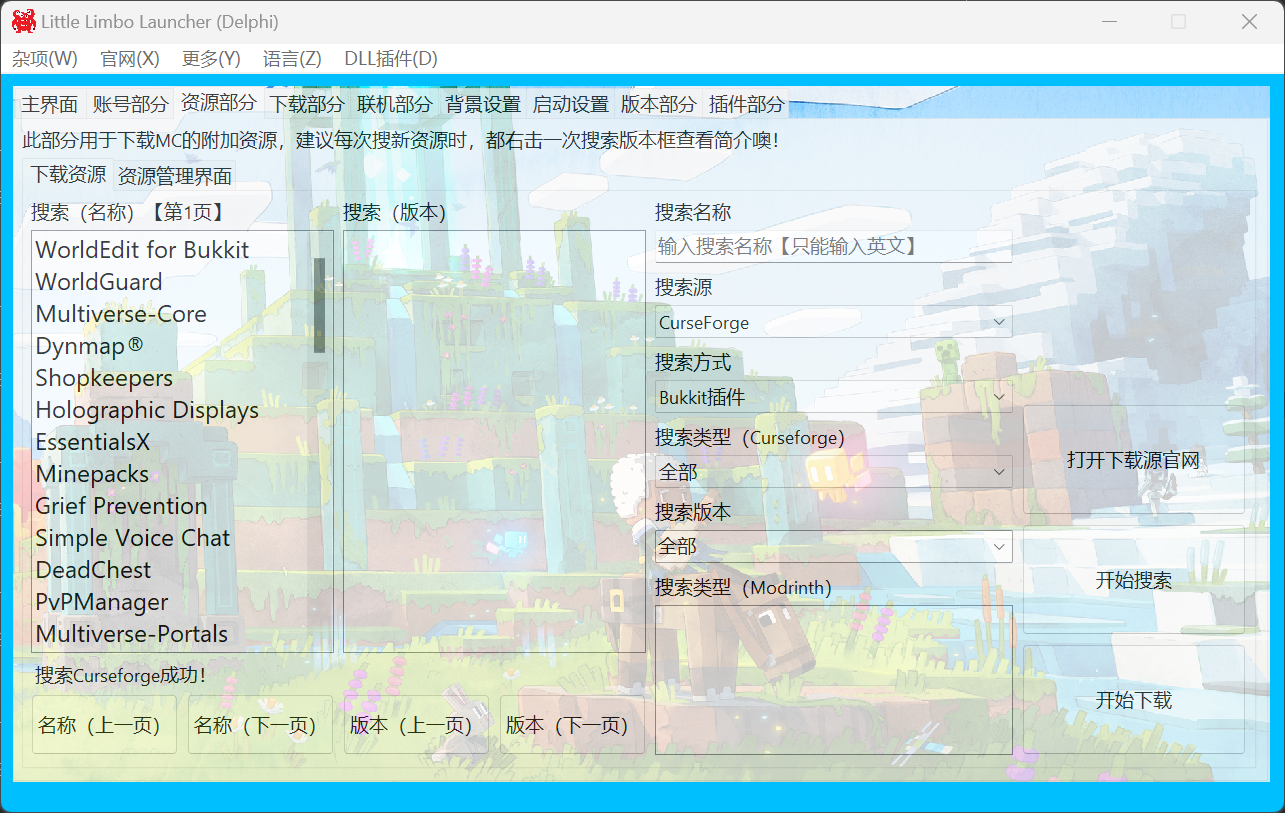 Little Limbo Launcher (Delphi)
杂项(W) 官网(X) 更多(Y) 语言(Z) DLL插件(D)
主界面 账号部分 资源部分 下载部分 联机部分 背景设置 启动设置 版本部分 插件部分
此部分用于下载MC的附加资源，建议每次搜新资源时，都右击一次搜索版本框查看简介噢！
下载资源 资源管理界面
搜索（名称）【第1页】
WorldEdit for Bukkit
WorldGuard
Multiverse-Core
Dynmap®
Shopkeepers
Holographic Displays
EssentialsX
Minepacks
Grief Prevention
Simple Voice Chat
DeadChest
PvPManager
Multiverse-Portals
搜索Curseforge成功！
名称（上一页） 名称（下一页）
搜索（版本）
版本（上一页） 版本（下一页）
搜索名称
输入搜索名称【只能输入英文】
搜索源
CurseForge
搜索方式
Bukkit插件
搜索类型（Curseforge）
全部
搜索版本
全部
搜索类型（Modrinth）
打开下载源官网
开始搜索
开始下载